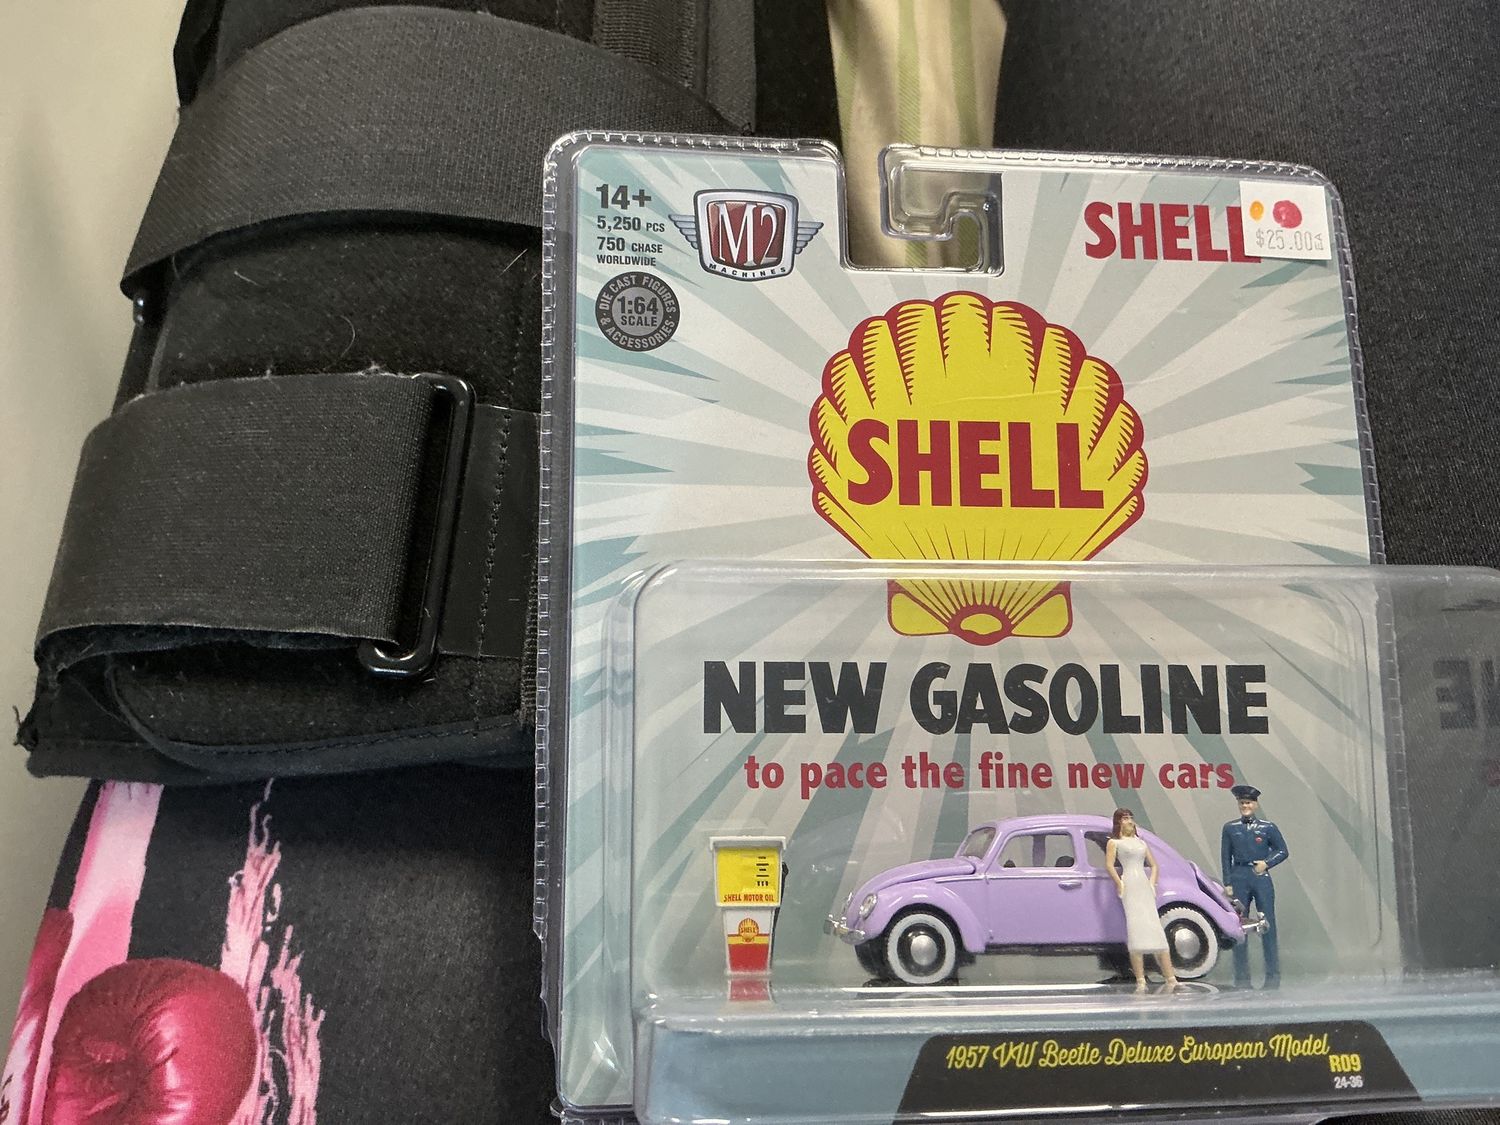 14+
5,250 PCS
750 CHASE
WORLDWIDE
M2
MACHINES
DIE CAST FIGURES
& ACCESSORIES
1:64
SCALE
SHELL
$25.00
SHELL
NEW GASOLINE
to pace the fine new cars
SHELL MOTOR OIL
SHELL
1957 VW Beetle Deluxe European Model
R09
24-36